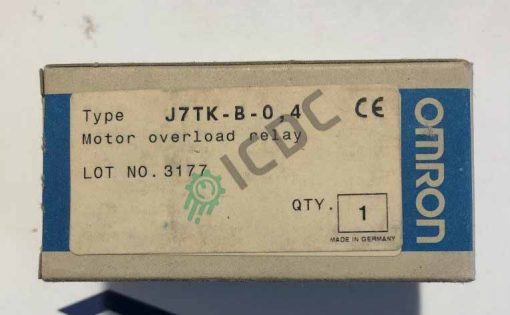 Type J7TK-B-0,4 CE
Motor overload relay
LOT NO. 3177
QTY. 1
MADE IN GERMANY
OMRON
ICDC